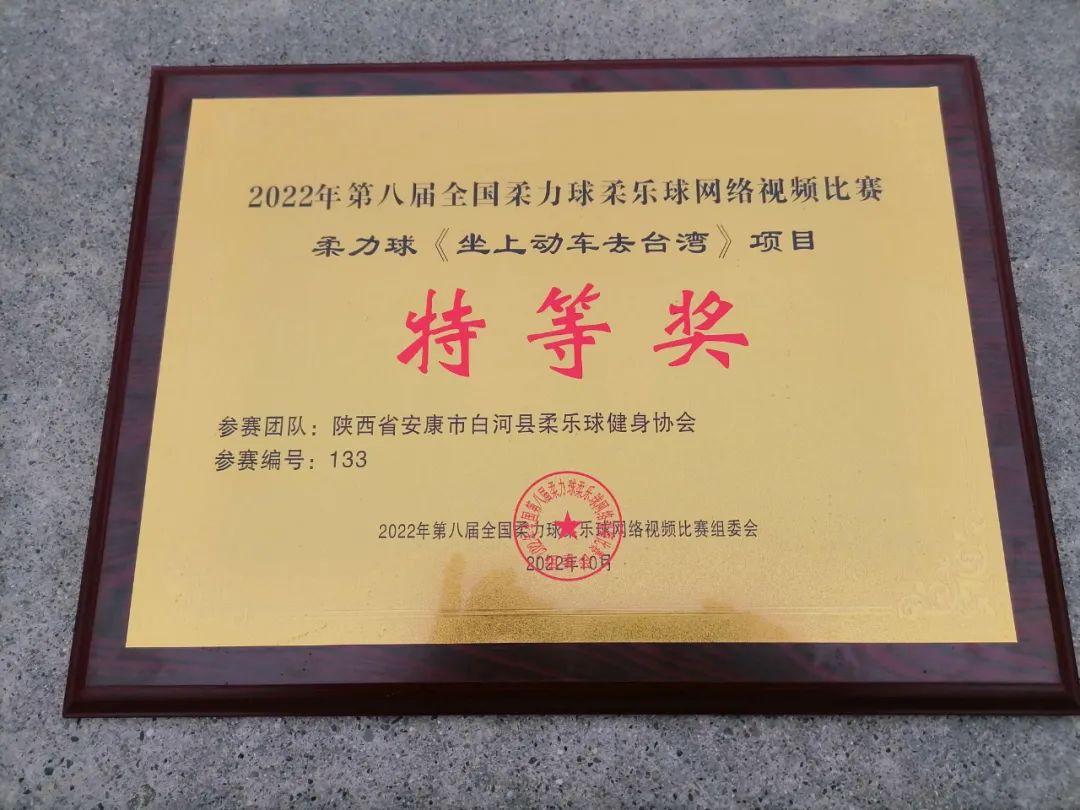 2022年第八届全国柔力球柔乐球网络视频比赛
柔力球《坐上动车去台湾》项目
特等奖
参赛团队：陕西省安康市白河县柔乐球健身协会
参赛编号：133
2022年第八届全国柔力球柔乐球网络视频比赛组委会
2022年10月